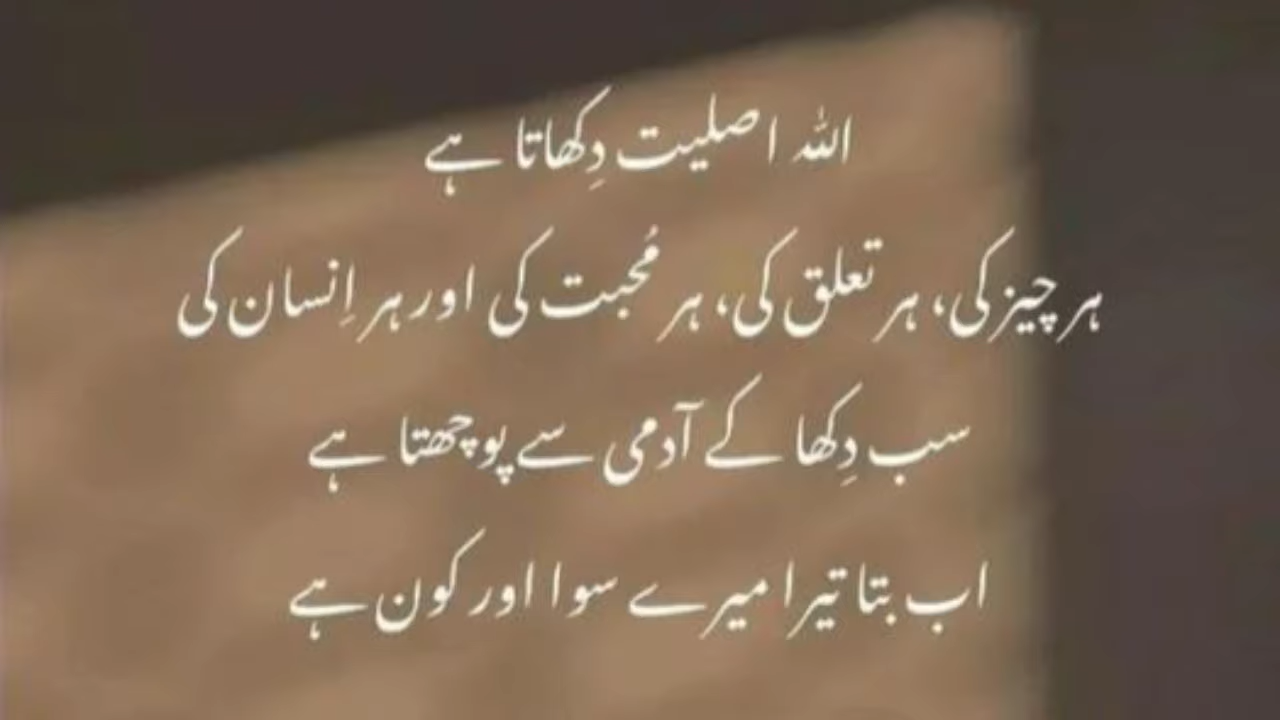 اللہ اصلیت دِکھاتا ہے
ہر چیز کی، ہر تعلق کی، ہر مُحبت کی اور ہر اِنسان کی
سب دِکھا کے آدمی سے پوچھتا ہے
اب بتا تیرا میرے سوا اور کون ہے